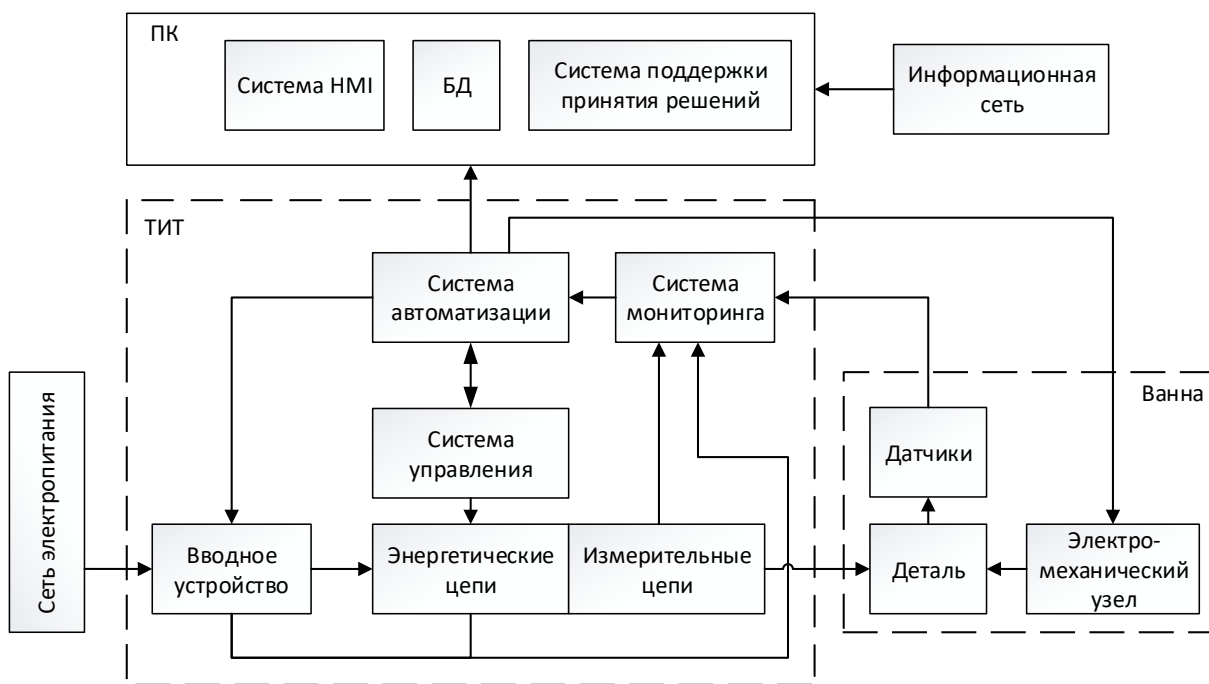 ПК
Система HMI
БД
Система поддержки
принятия решений
Информационная
сеть
ТИТ
Система
автоматизации
Система
мониторинга
Сеть электропитания
Система
управления
Ванна
Датчики
Вводное
устройство
Энергетические
цепи
Измерительные
цепи
Деталь
Электро-
механический
узел